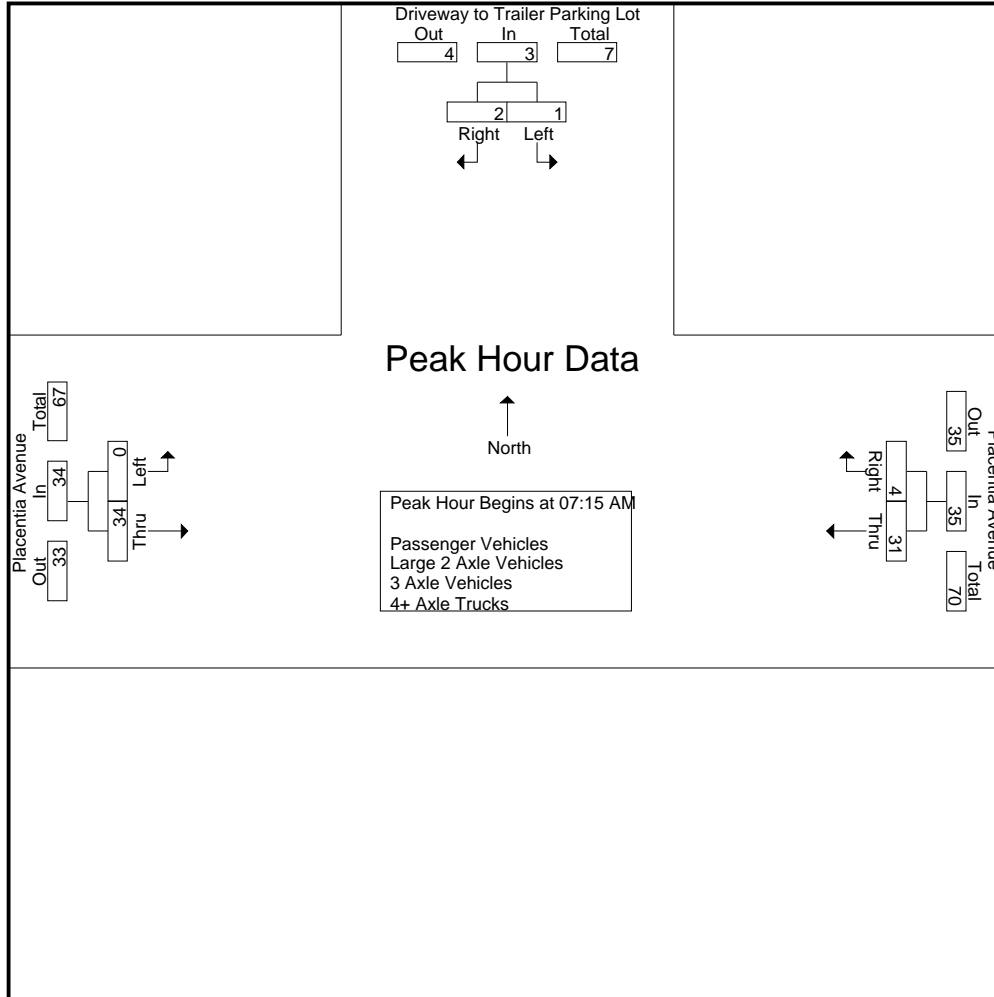 Driveway to Trailer Parking Lot
Out In Total
4 3 7
2 1
Right Left
Peak Hour Data
North
Peak Hour Begins at 07:15 AM
Passenger Vehicles
Large 2 Axle Vehicles
3 Axle Vehicles
4+ Axle Trucks
Placentia Avenue
Out In Total
33 34 67
0 34
Left Thru
Placentia Avenue
Out In Total
35 35 70
4 31
Right Thru